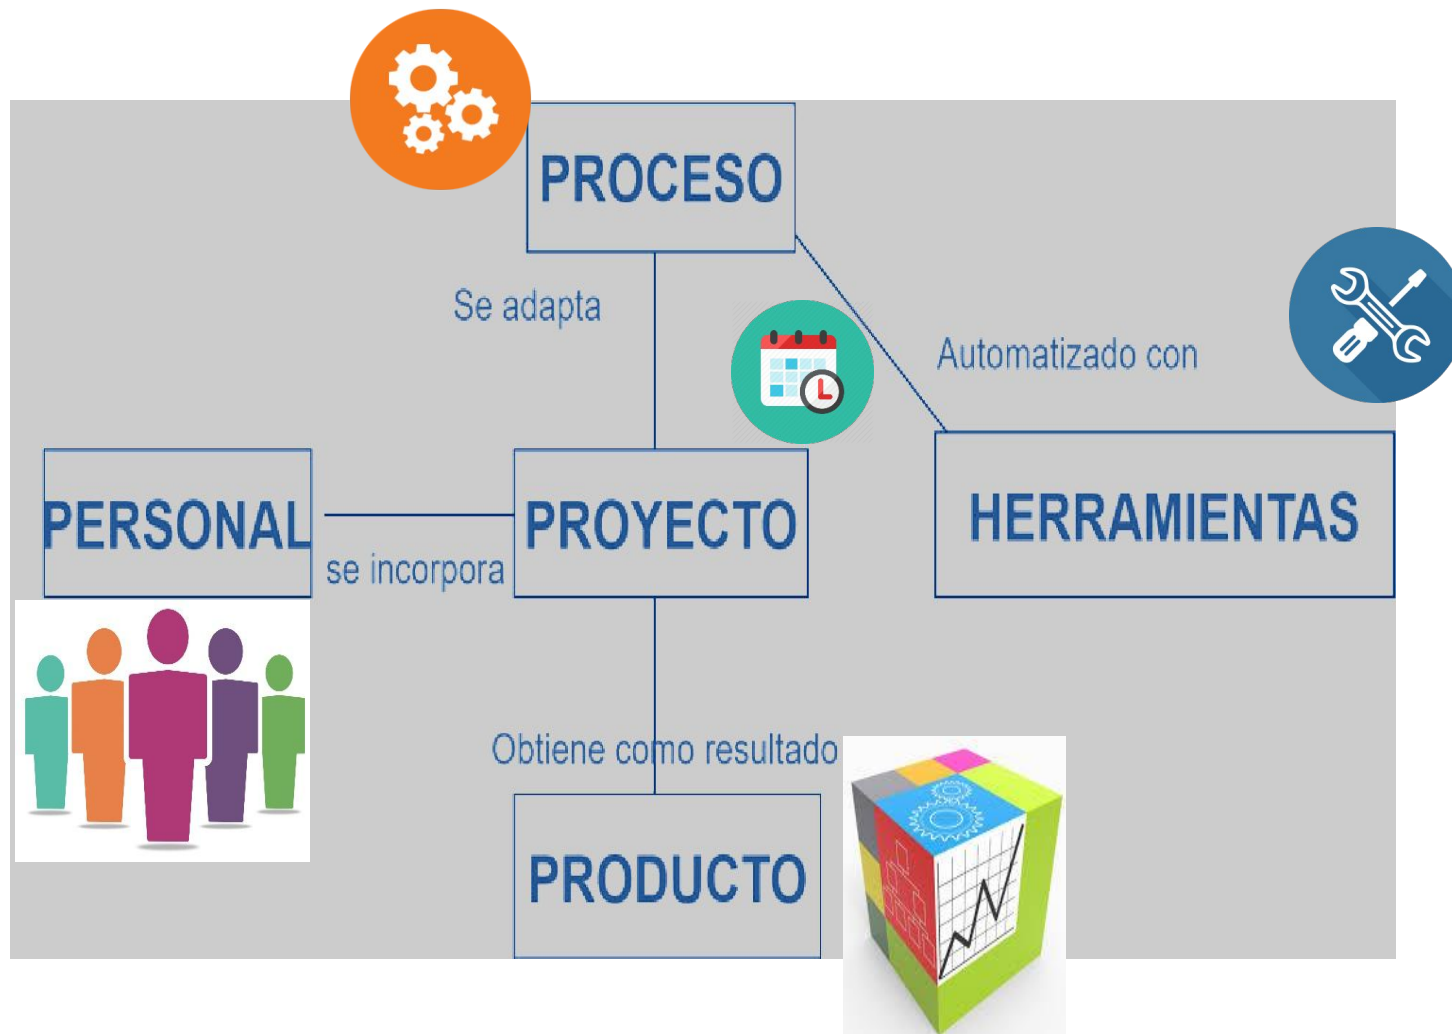 PROCESO
Se adapta
Automatizado con
PERSONAL
se incorpora
PROYECTO
HERRAMIENTAS
Obtiene como resultado
PRODUCTO